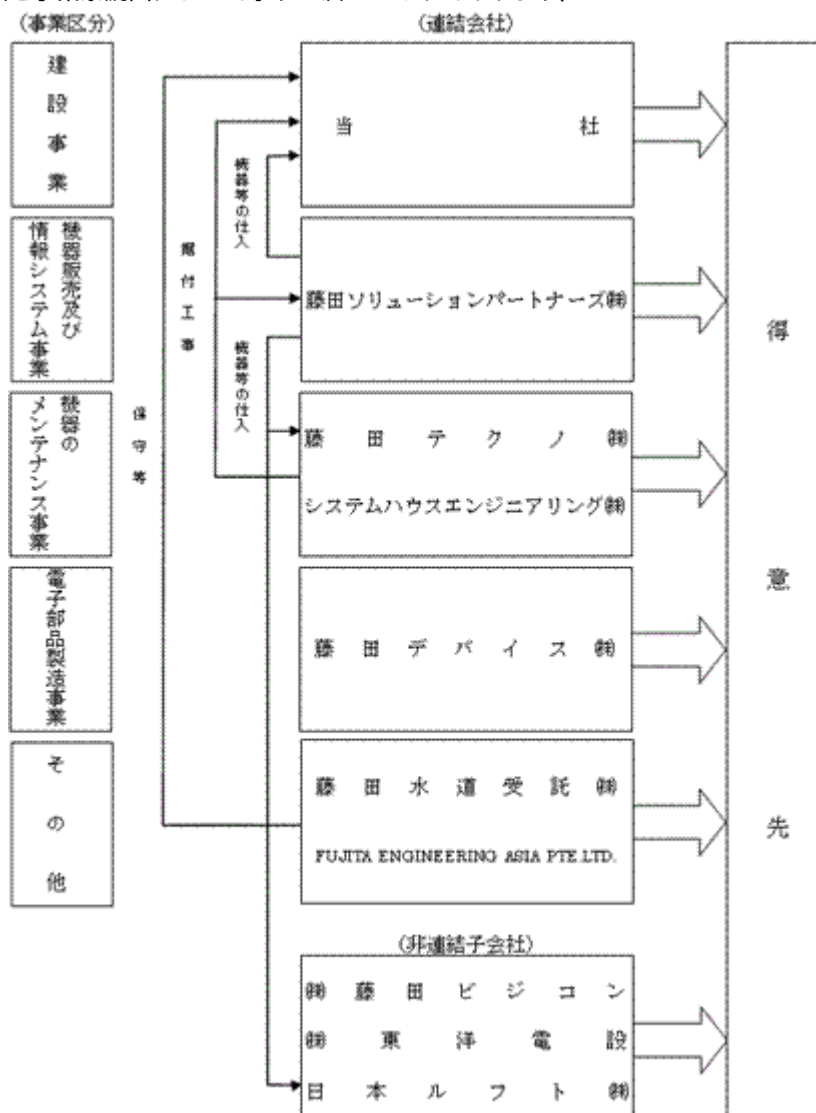 (事業区分)
(連結会社)
建設事業
当社
機器等の仕入
据付工事
機器販売及び
情報システム事業
藤田ソリューションパートナーズ㈱
機器等の仕入
保守等
機器の
メンテナンス事業
藤田テクノ㈱
システムハウスエンジニアリング㈱
電子部品製造事業
藤田デバイス㈱
その他
藤田水道受託㈱
FUJITA ENGINEERING ASIA PTE.LTD.
(非連結子会社)
㈱藤田ビジコン
㈱東洋電設
日本ルフト㈱
得意先